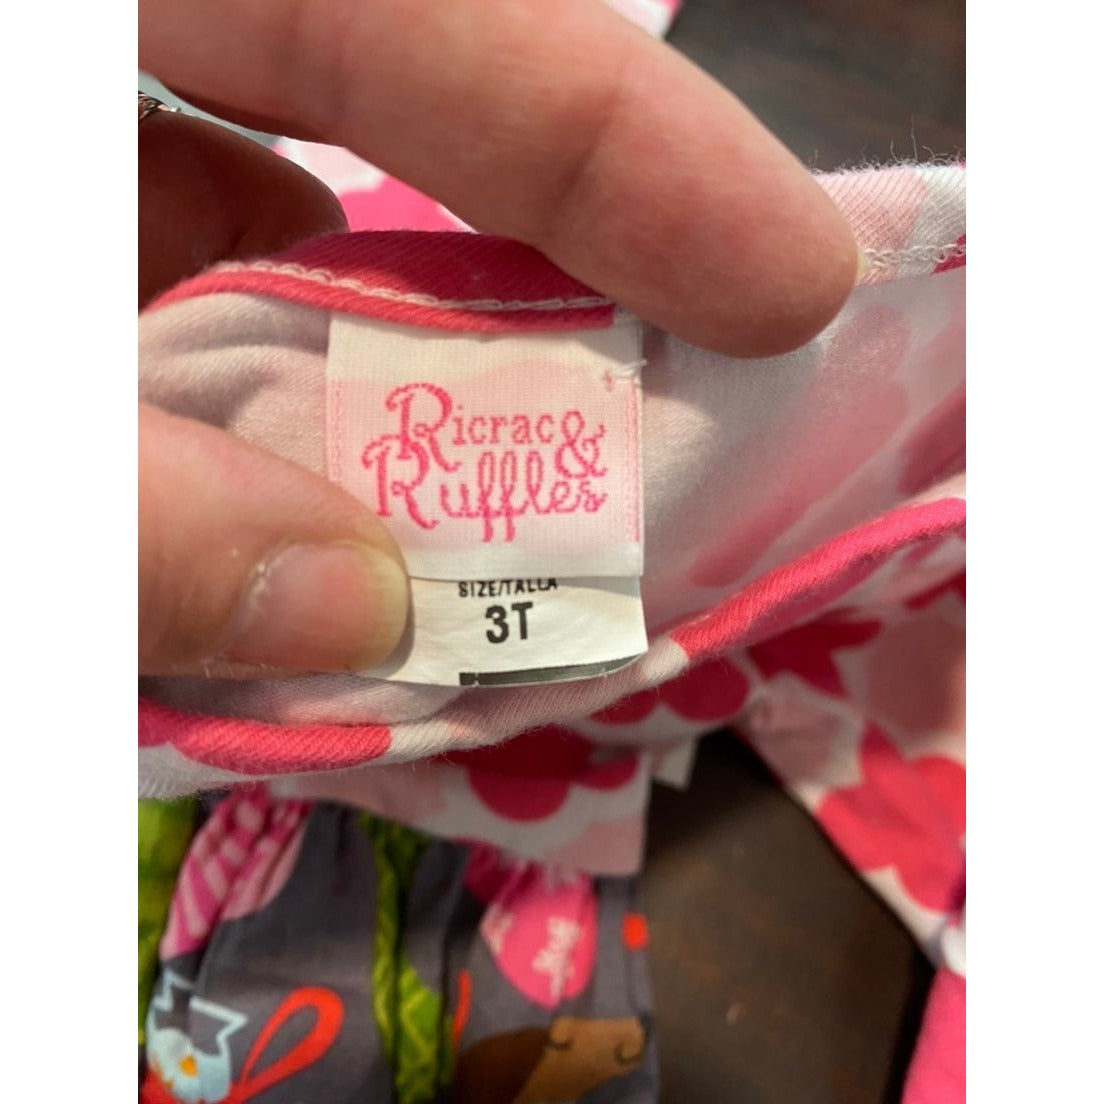 Ricrac &
Ruffles
SIZE/TALLA
3T